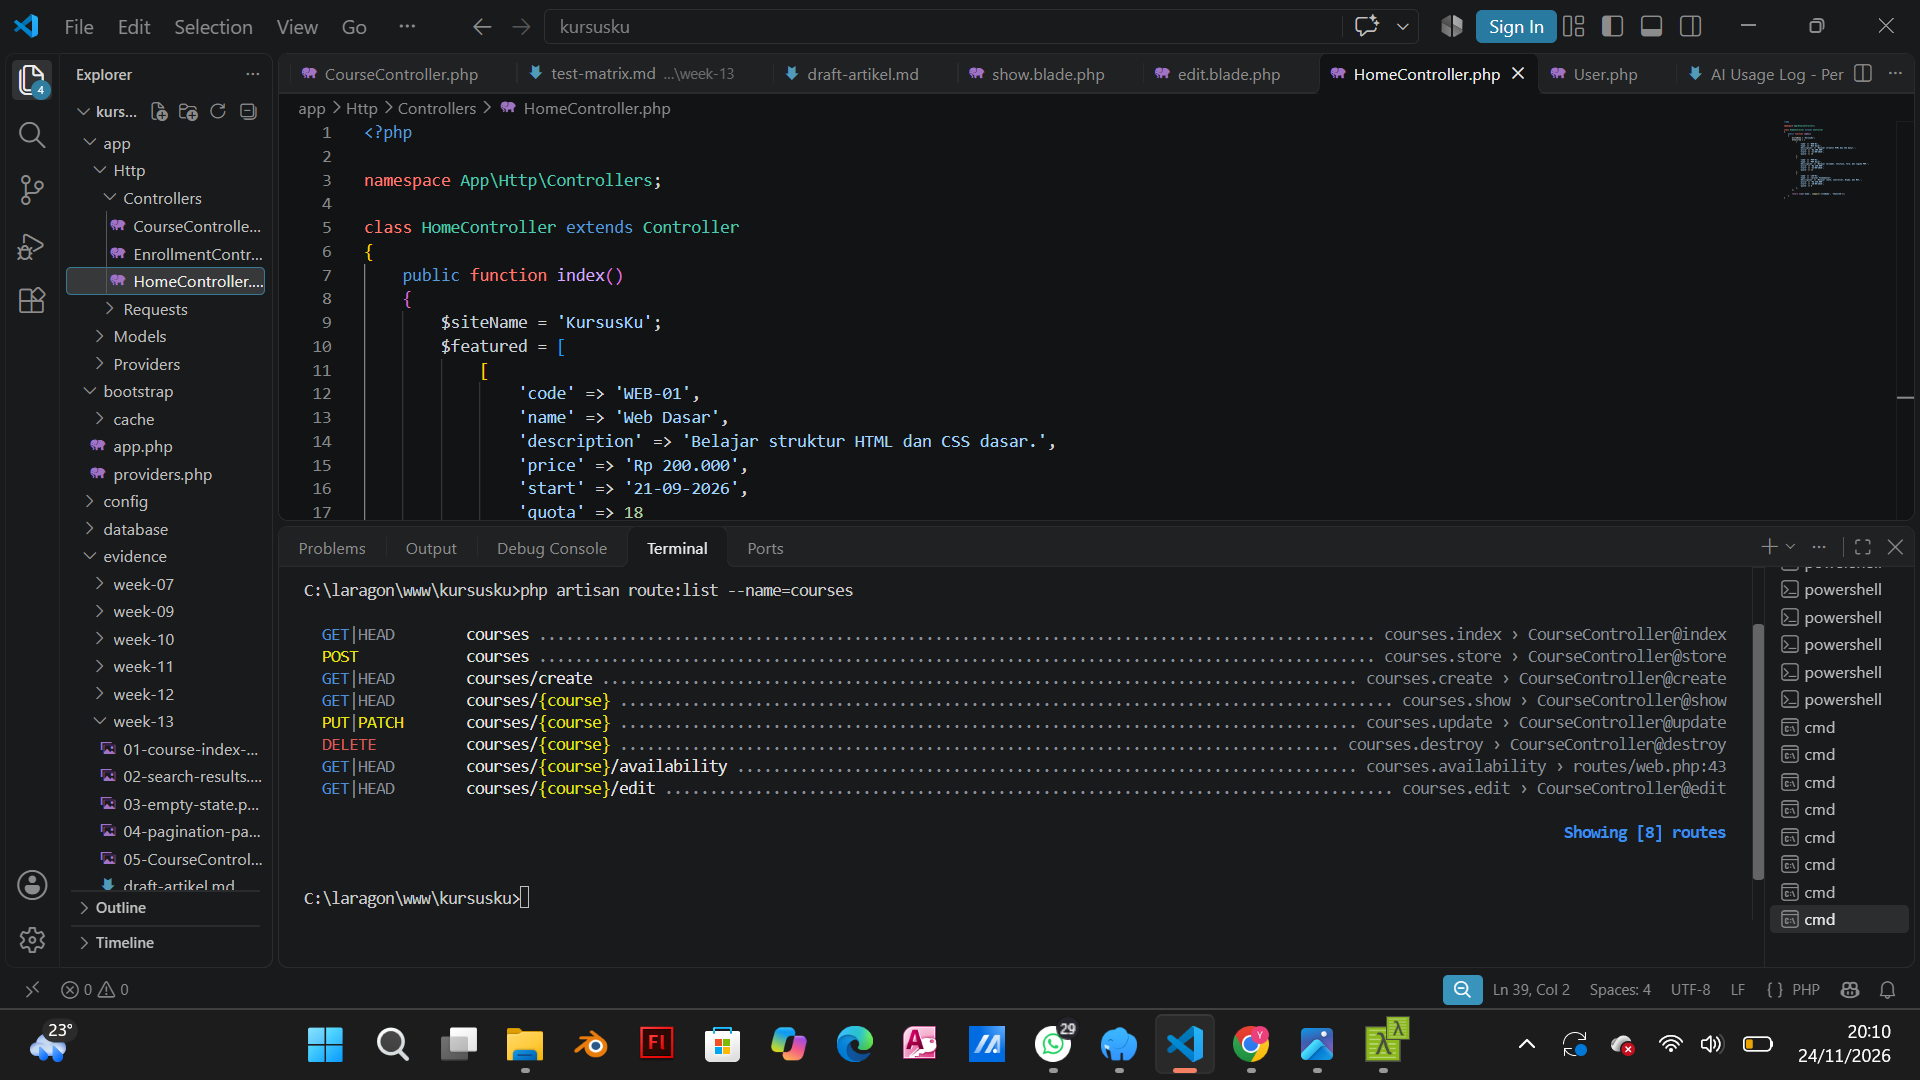 File Edit Selection View Go ··· kursusku Sign In
Explorer ···
CourseController.php test-matrix.md ...\week-13 draft-artikel.md show.blade.php edit.blade.php HomeController.php User.php AI Usage Log - Per ···
4
kurs...
app
Http
Controllers
CourseControlle...
EnrollmentContr...
HomeController....
Requests
Models
Providers
bootstrap
cache
app.php
providers.php
config
database
evidence
week-07
week-09
week-10
week-11
week-12
week-13
01-course-index-...
02-search-results....
03-empty-state.p...
04-pagination-pa...
05-CourseControl...
draft-artikel.md
Outline
Timeline
app > Http > Controllers > HomeController.php
1 <?php
2
3 namespace App\Http\Controllers;
4
5 class HomeController extends Controller
6 {
7 public function index()
8 {
9 $siteName = 'KursusKu';
10 $featured = [
11 [
12 'code' => 'WEB-01',
13 'name' => 'Web Dasar',
14 'description' => 'Belajar struktur HTML dan CSS dasar.',
15 'price' => 'Rp 200.000',
16 'start' => '21-09-2026',
17 'quota' => 18
Problems Output Debug Console Terminal Ports
C:\laragon\www\kursusku>php artisan route:list --name=courses
GET|HEAD courses ........ courses.index › CourseController@index
POST courses ........ courses.store › CourseController@store
GET|HEAD courses/create ........ courses.create › CourseController@create
GET|HEAD courses/{course} ........ courses.show › CourseController@show
PUT|PATCH courses/{course} ........ courses.update › CourseController@update
DELETE courses/{course} ........ courses.destroy › CourseController@destroy
GET|HEAD courses/{course}/availability ........ courses.availability › routes/web.php:43
GET|HEAD courses/{course}/edit ........ courses.edit › CourseController@edit
Showing [8] routes
C:\laragon\www\kursusku>
powershell
powershell
powershell
powershell
powershell
powershell
cmd
cmd
cmd
cmd
cmd
cmd
cmd
cmd
0 0 Ln 39, Col 2 Spaces: 4 UTF-8 LF { } PHP
23° 29 20:10
24/11/2026